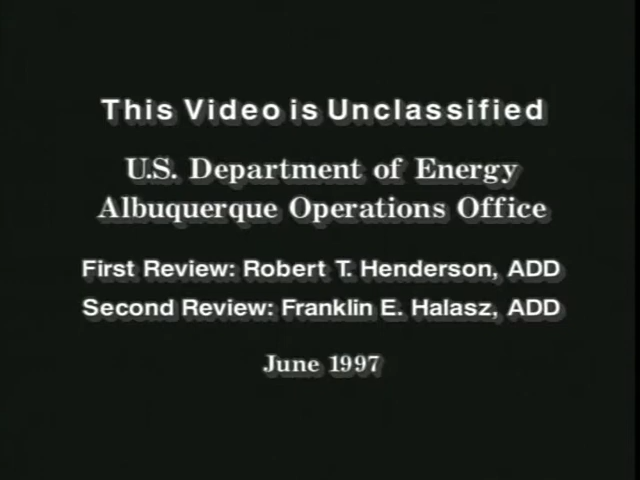 This Video is Unclassified
U.S. Department of Energy
Albuquerque Operations Office
First Review: Robert T. Henderson, ADD
Second Review: Franklin E. Halasz, ADD
June 1997